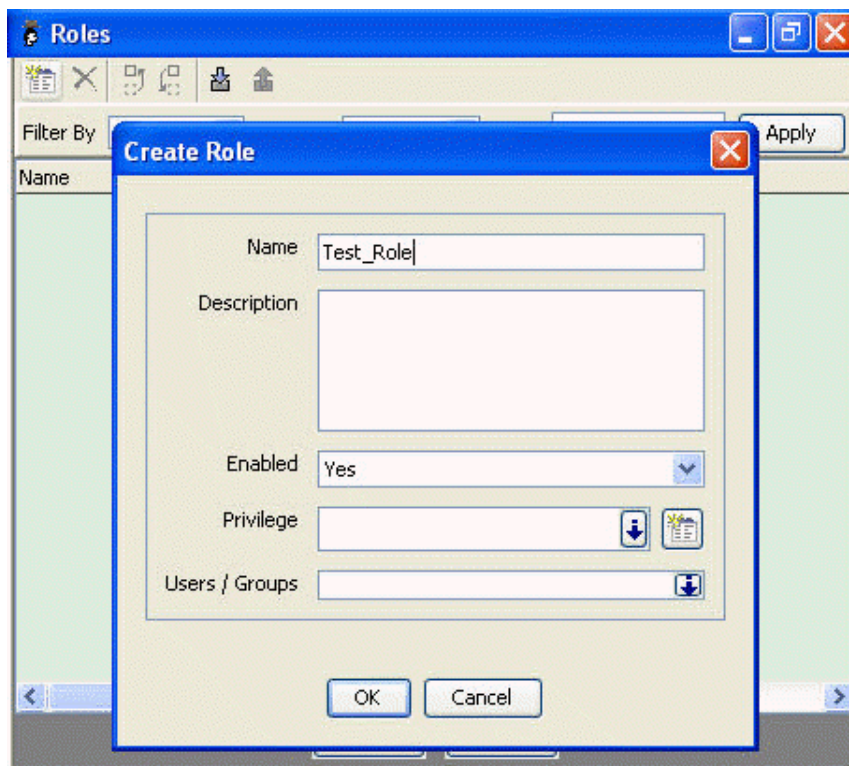 Roles
Filter By
Apply
Name
Create Role
Name Test_Role
Description
Enabled Yes
Privilege
Users / Groups
OK Cancel